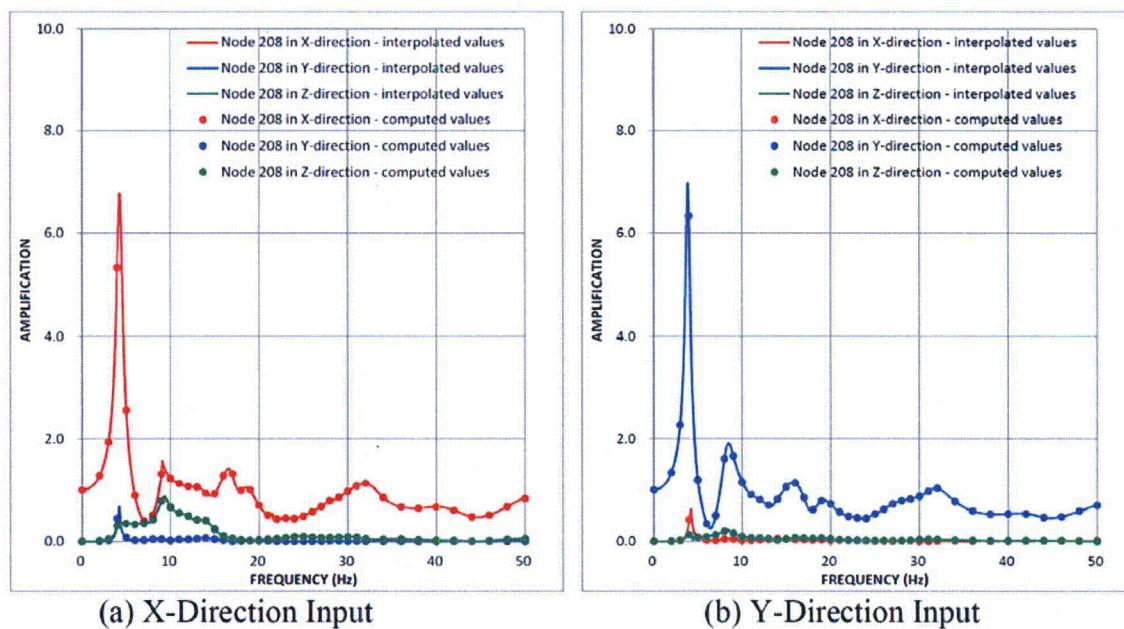 10.0
8.0
6.0
4.0
2.0
0.0
AMPLIFICATION
Node 208 in X-direction - interpolated values
Node 208 in Y-direction - interpolated values
Node 208 in Z-direction - interpolated values
Node 208 in X-direction - computed values
Node 208 in Y-direction - computed values
Node 208 in Z-direction - computed values
0 10 20 30 40 50
FREQUENCY (Hz)
(a) X-Direction Input
10.0
8.0
6.0
4.0
2.0
0.0
AMPLIFICATION
Node 208 in X-direction - interpolated values
Node 208 in Y-direction - interpolated values
Node 208 in Z-direction - interpolated values
Node 208 in X-direction - computed values
Node 208 in Y-direction - computed values
Node 208 in Z-direction - computed values
0 10 20 30 40 50
FREQUENCY (Hz)
(b) Y-Direction Input